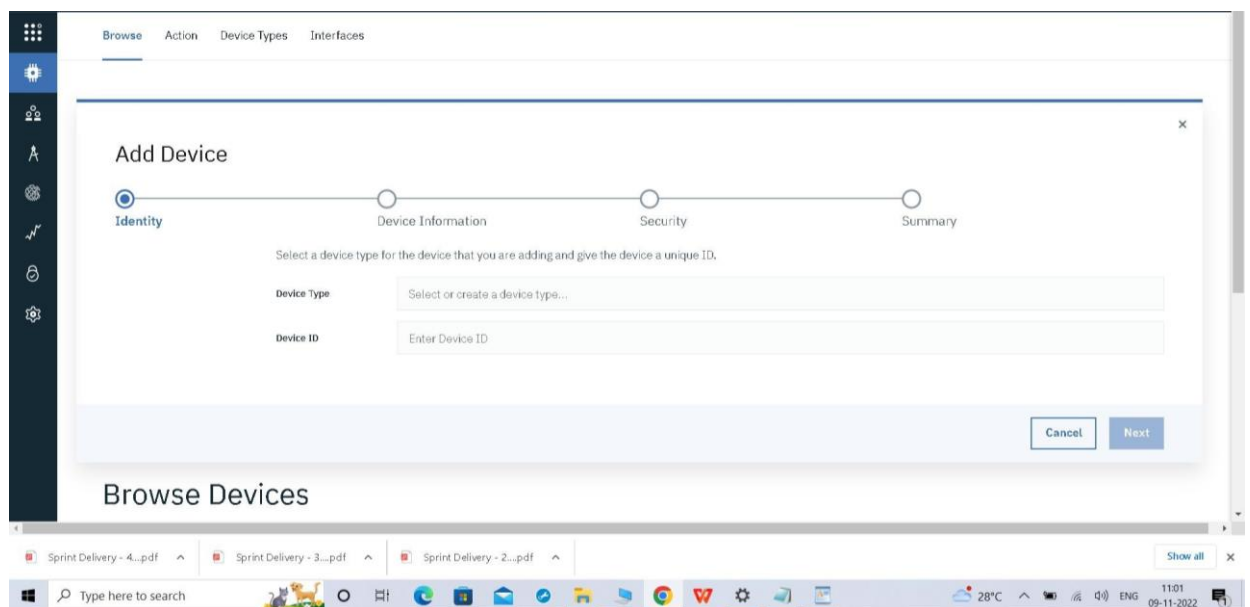 Browse Action Device Types Interfaces
Add Device
Identity Device Information Security Summary
Select a device type for the device that you are adding and give the device a unique ID.
Device Type Select or create a device type...
Device ID Enter Device ID
Cancel Next
Browse Devices
Sprint Delivery - 4....pdf Sprint Delivery - 3....pdf Sprint Delivery - 2....pdf Show all
Type here to search 28°C ENG 11:01
09-11-2022